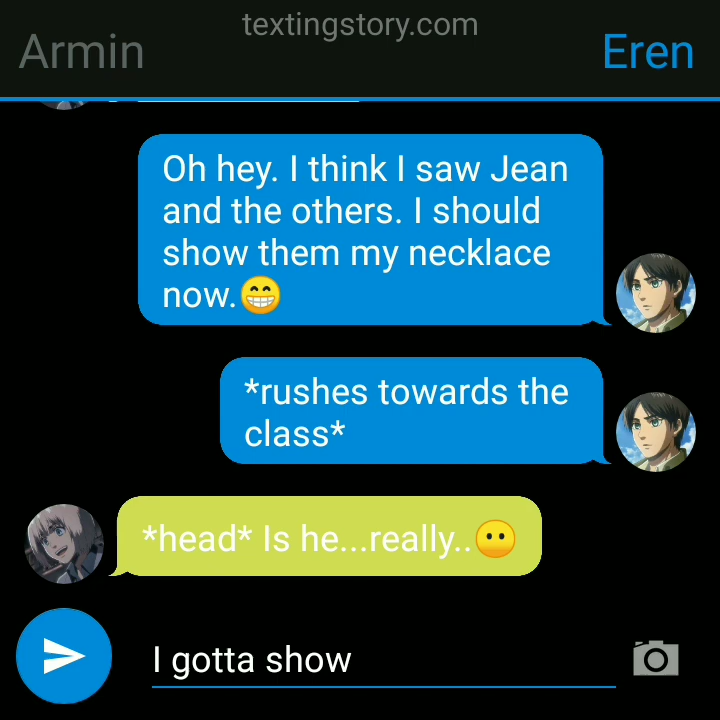 textingstory.com
Armin
Eren
Oh hey. I think I saw Jean
and the others. I should
show them my necklace
now.😁
*rushes towards the
class*
*head* Is he...really..😶
I gotta show